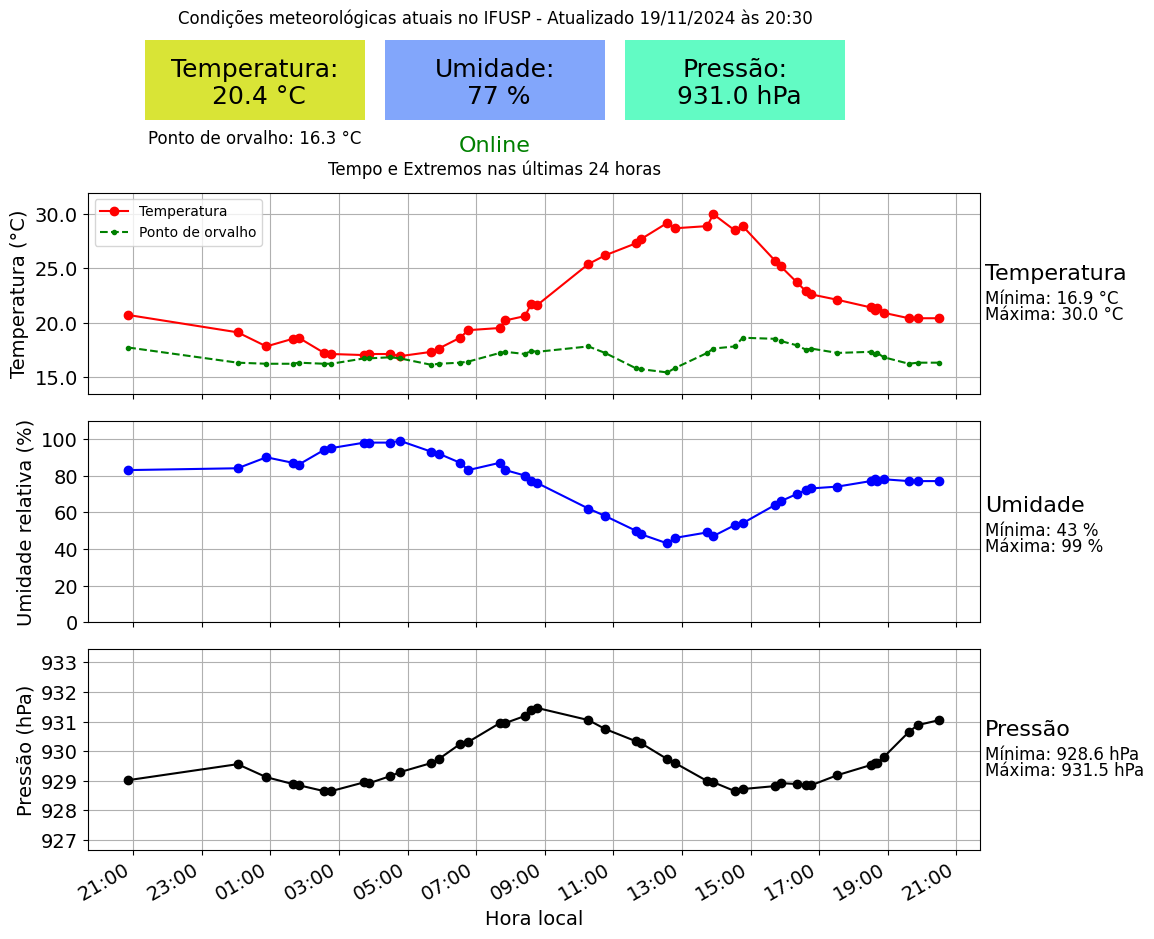 Condições meteorológicas atuais no IFUSP - Atualizado 19/11/2024 às 20:30
Temperatura:
20.4 °C
Umidade:
77 %
Pressão:
931.0 hPa
Ponto de orvalho: 16.3 °C
Online
Tempo e Extremos nas últimas 24 horas
Temperatura (°C)
30.0
25.0
20.0
15.0
Temperatura
Ponto de orvalho
Temperatura
Mínima: 16.9 °C
Máxima: 30.0 °C
Umidade relativa (%)
100
80
60
40
20
0
Umidade
Mínima: 43 %
Máxima: 99 %
Pressão (hPa)
933
932
931
930
929
928
927
Pressão
Mínima: 928.6 hPa
Máxima: 931.5 hPa
21:00 23:00 01:00 03:00 05:00 07:00 09:00 11:00 13:00 15:00 17:00 19:00 21:00
Hora local